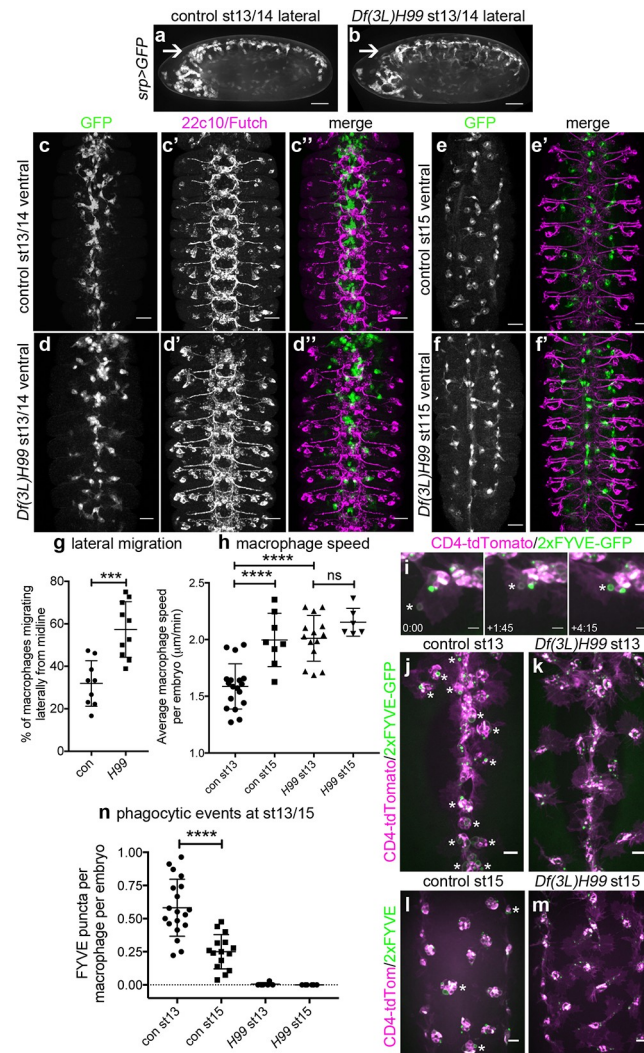 control st13/14 lateral
Df(3L)H99 st13/14 lateral
srp>GFP
a
b
GFP
22c10/Futch
merge
GFP
merge
control st13/14 ventral
c
c'
c''
control st15 ventral
e
e'
Df(3L)H99 st13/14 ventral
d
d'
d''
Df(3L)H99 st115 ventral
f
f'
g lateral migration
h macrophage speed
CD4-tdTomato/2xFYVE-GFP
% of macrophages migrating
laterally from midline
80
60
40
20
0
***
con
H99
Average macrophage speed
per embryo (μm/min)
2.5
2.0
1.5
1.0
****
****
ns
con st13
con st15
H99 st13
H99 st15
i
*
0:00
*
+1:45
*
+4:15
control st13
Df(3L)H99 st13
CD4-tdTomato/2xFYVE-GFP
j
* * * * * * * * * * * *
k
n phagocytic events at st13/15
FYVE puncta per
macrophage per embryo
1.00
0.75
0.50
0.25
0.00
****
con st13
con st15
H99 st13
H99 st15
control st15
Df(3L)H99 st15
CD4-tdTom/2xFYVE
l
* * *
m